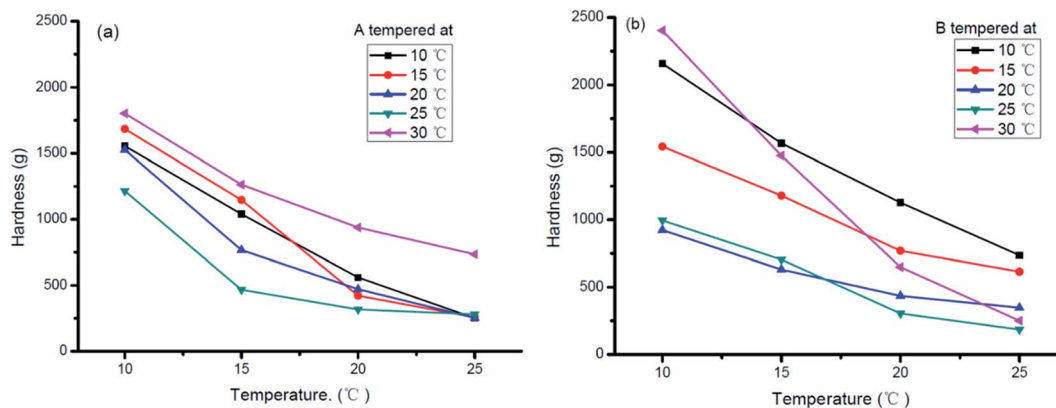 (a)
A tempered at
10 ℃
15 ℃
20 ℃
25 ℃
30 ℃
2500
2000
1500
1000
500
0
Hardness (g)
10 15 20 25
Temperature. (℃)
(b)
B tempered at
10 ℃
15 ℃
20 ℃
25 ℃
30 ℃
2500
2000
1500
1000
500
0
Hardness (g)
10 15 20 25
Temperature (℃)